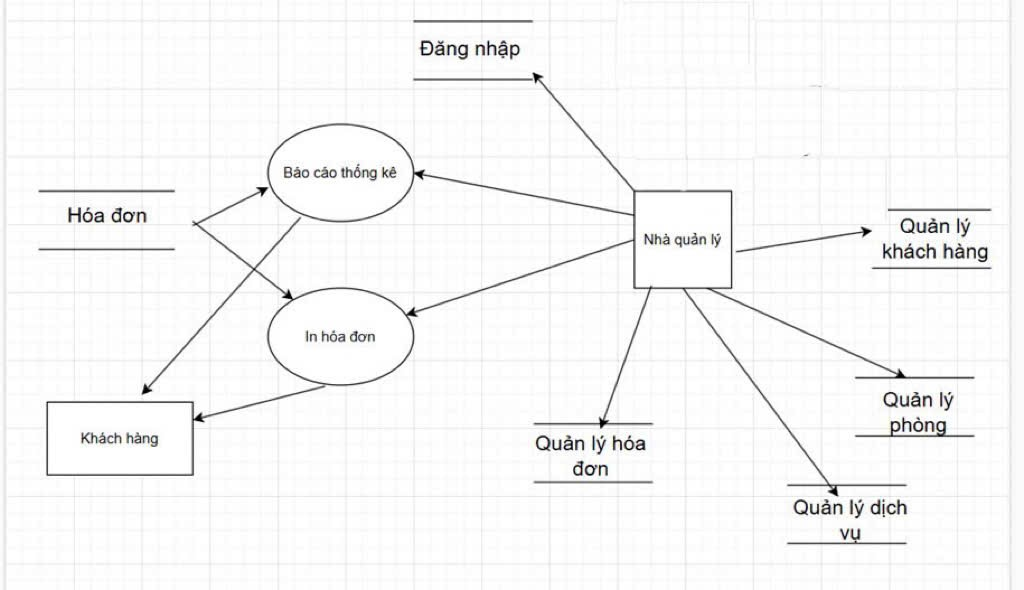 Đăng nhập
Báo cáo thống kê
Hóa đơn
Nhà quản lý
Quản lý
khách hàng
In hóa đơn
Quản lý
phòng
Khách hàng
Quản lý hóa
đơn
Quản lý dịch
vụ